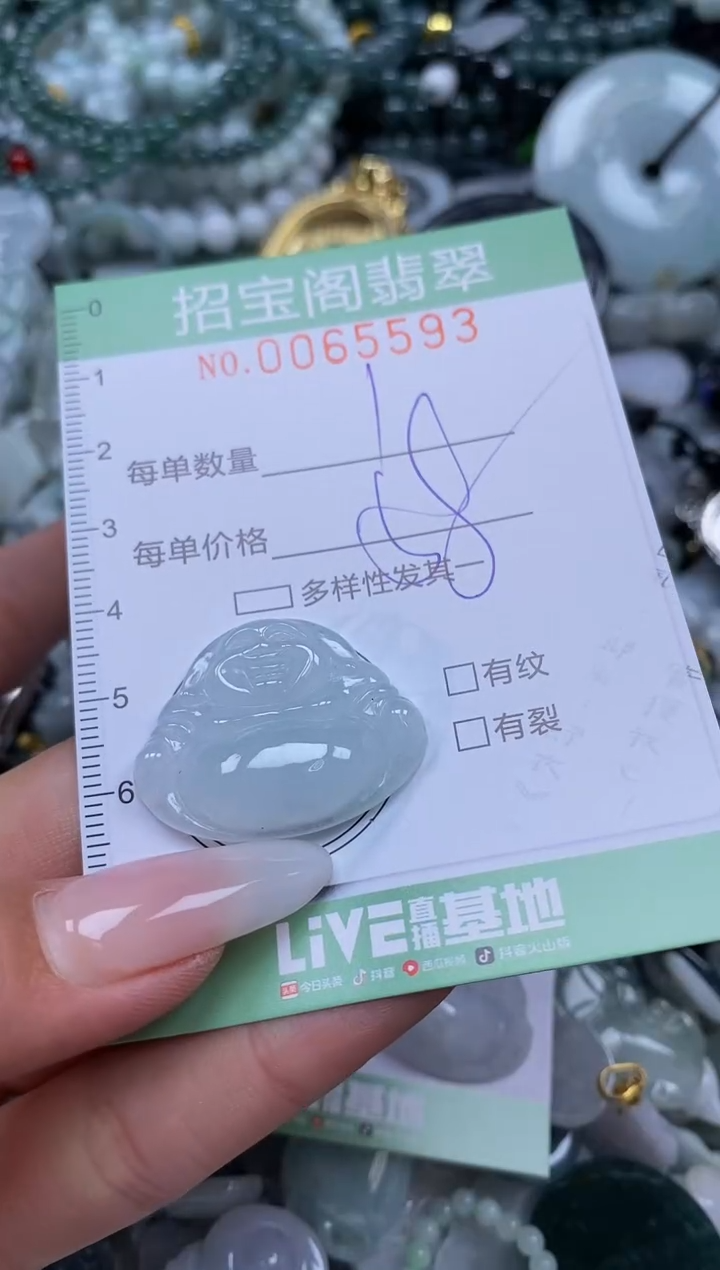 招宝阁翡翠
NO.0065593
0
1
2
3
4
5
6
每单数量
每单价格
多样性发其一
有纹
有裂
LiVE直播基地
今日头条 抖音 西瓜视频 抖音火山版